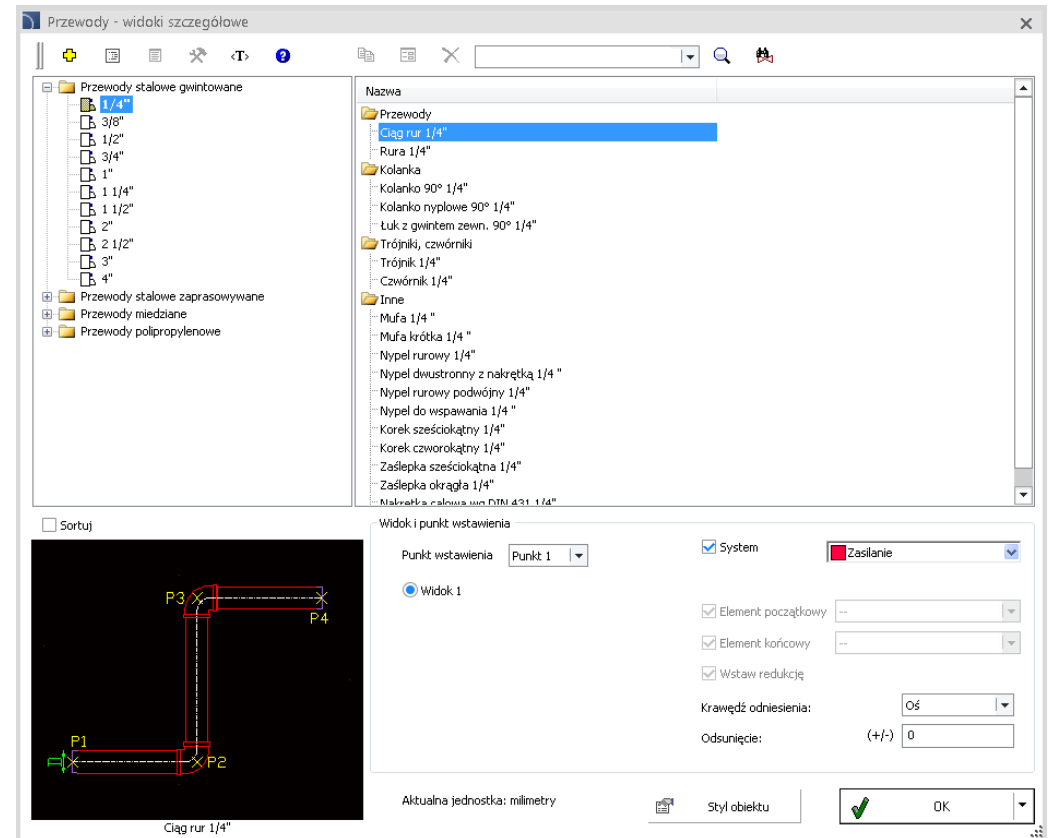 Przewody - widoki szczegółowe
<T>
Przewody stalowe gwintowane
1/4"
3/8"
1/2"
3/4"
1"
1 1/4"
1 1/2"
2"
2 1/2"
3"
4"
Przewody stalowe zaprasowywane
Przewody miedziane
Przewody polipropylenowe
Nazwa
Przewody
Ciąg rur 1/4"
Rura 1/4"
Kolanka
Kolanko 90° 1/4"
Kolanko nyplowe 90° 1/4"
Łuk z gwintem zewn. 90° 1/4"
Trójniki, czwórniki
Trójnik 1/4"
Czwórnik 1/4"
Inne
Mufa 1/4 "
Mufa krótka 1/4 "
Nypel rurowy 1/4"
Nypel dwustronny z nakrętką 1/4 "
Nypel rurowy podwójny 1/4"
Nypel do wspawania 1/4 "
Korek sześciokątny 1/4"
Korek czworokątny 1/4"
Zaślepka sześciokątna 1/4"
Zaślepka okrągła 1/4"
Nakrętka calowa wg DIN 431 1/4"
Sortuj
P3
P4
P1
P2
D
Ciąg rur 1/4"
Widok i punkt wstawienia
Punkt wstawienia Punkt 1
Widok 1
System Zasilanie
Element początkowy --
Element końcowy --
Wstaw redukcję
Krawędź odniesienia: Oś
Odsunięcie: (+/-) 0
Aktualna jednostka: milimetry
Styl obiektu
OK